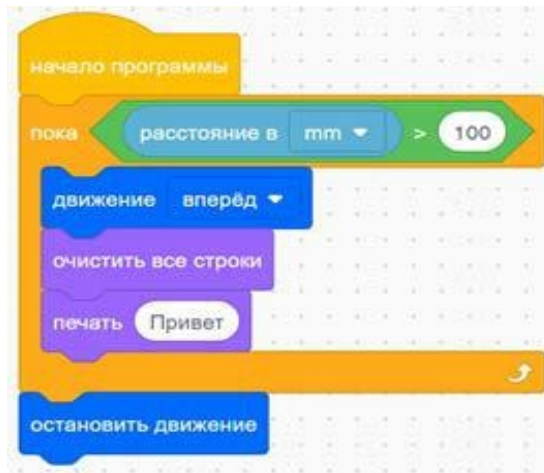 начало программы
пока расстояние в mm > 100
движение вперёд
очистить все строки
печать Привет
остановить движение